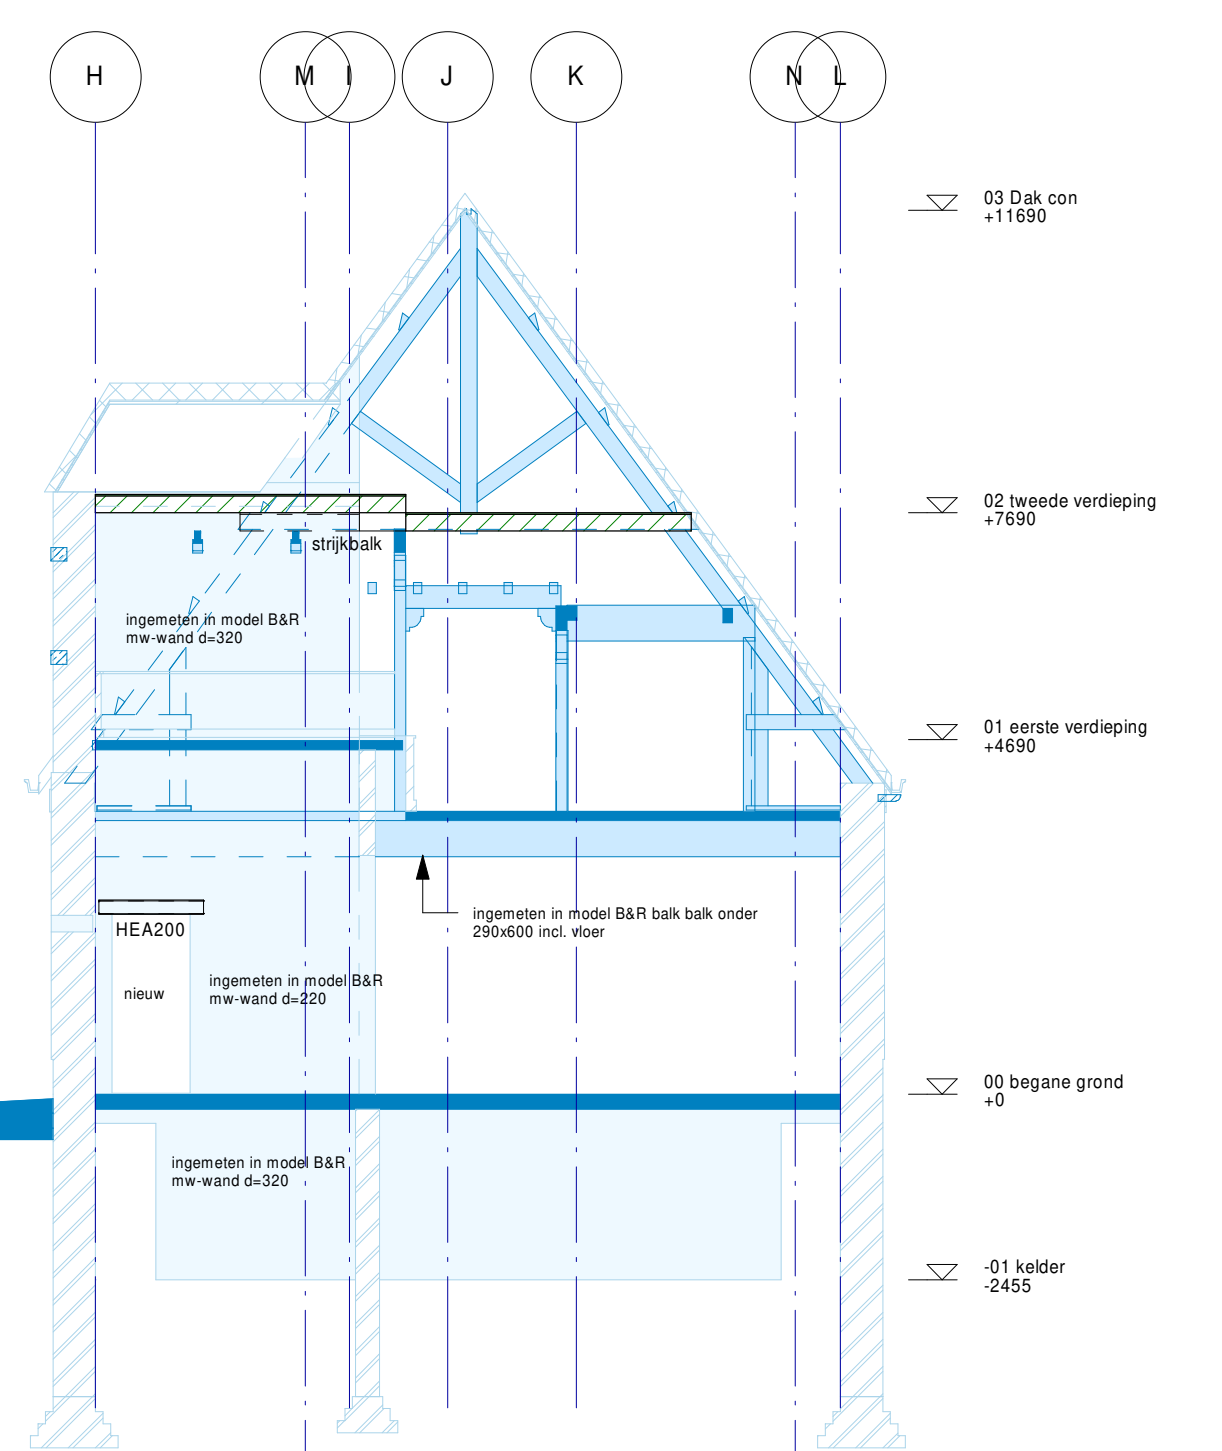 H
M
I
J
K
N
L
03 Dak con
+11690
02 tweede verdieping
+7690
strijkbalk
ingemeten in model B&R
mw-wand d=320
01 eerste verdieping
+4690
ingemeten in model B&R balk balk onder
290x600 incl. vloer
HEA200
nieuw
ingemeten in model B&R
mw-wand d=220
00 begane grond
+0
ingemeten in model B&R
mw-wand d=320
-01 kelder
-2455